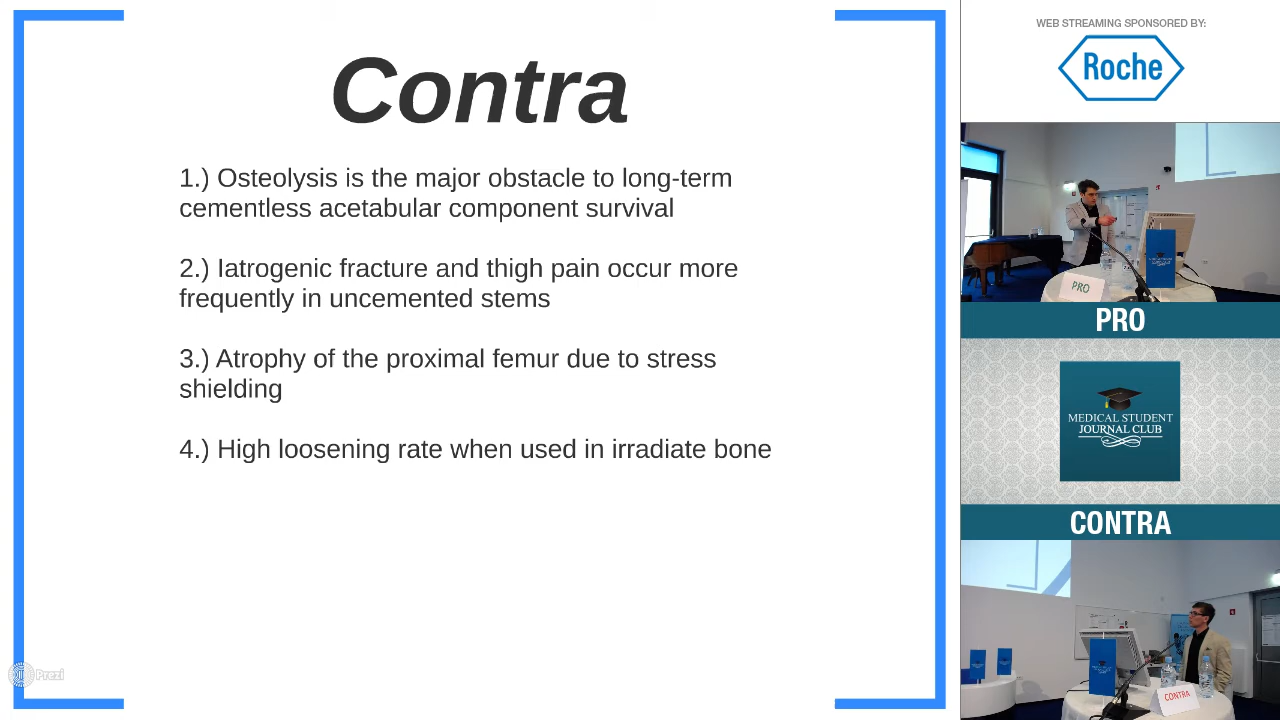 Contra
1.) Osteolysis is the major obstacle to long-term
cementless acetabular component survival
2.) Iatrogenic fracture and thigh pain occur more
frequently in uncemented stems
3.) Atrophy of the proximal femur due to stress
shielding
4.) High loosening rate when used in irradiate bone
Prezi
WEB STREAMING SPONSORED BY:
Roche
PRO
PRO
MEDICAL STUDENT
JOURNAL CLUB
CONTRA
CONTRA